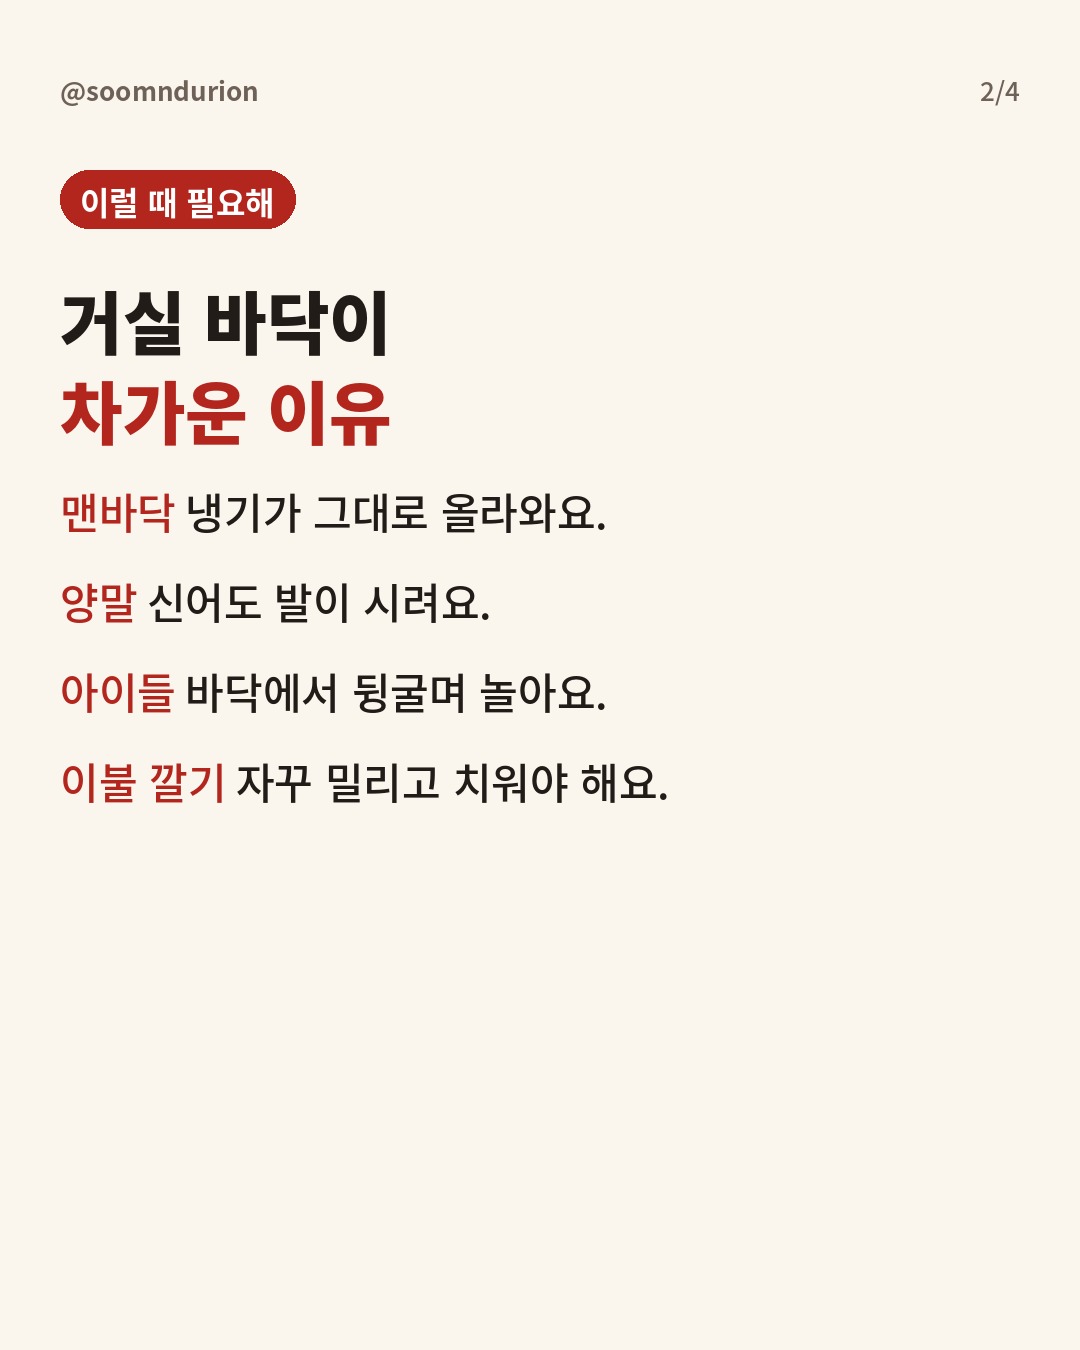 @soomndurion
2/4
이럴 때 필요해
거실 바닥이
차가운 이유
맨바닥 냉기가 그대로 올라와요.
양말 신어도 발이 시려요.
아이들 바닥에서 뒹굴며 놀아요.
이불 깔기 자꾸 밀리고 치워야 해요.